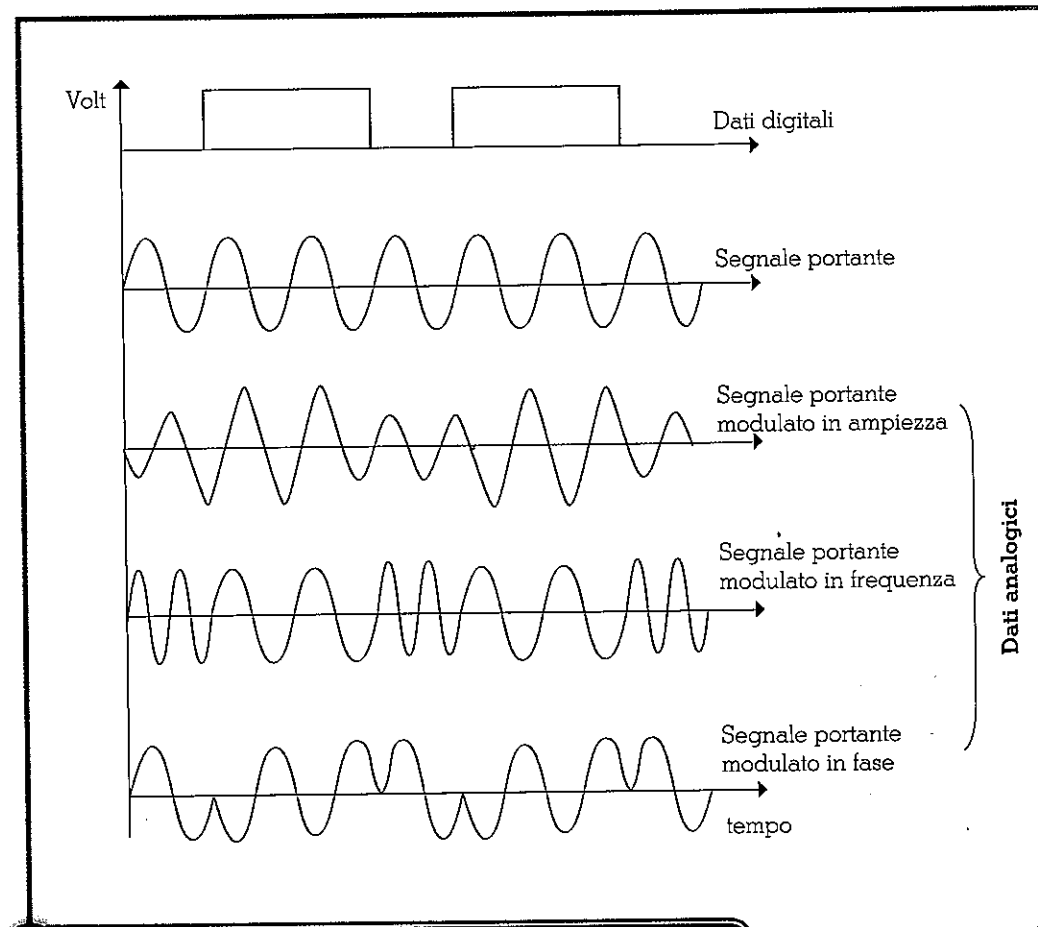 Volt
Dati digitali
Segnale portante
Segnale portante
modulato in ampiezza
Segnale portante
modulato in frequenza
Dati analogici
Segnale portante
modulato in fase
tempo